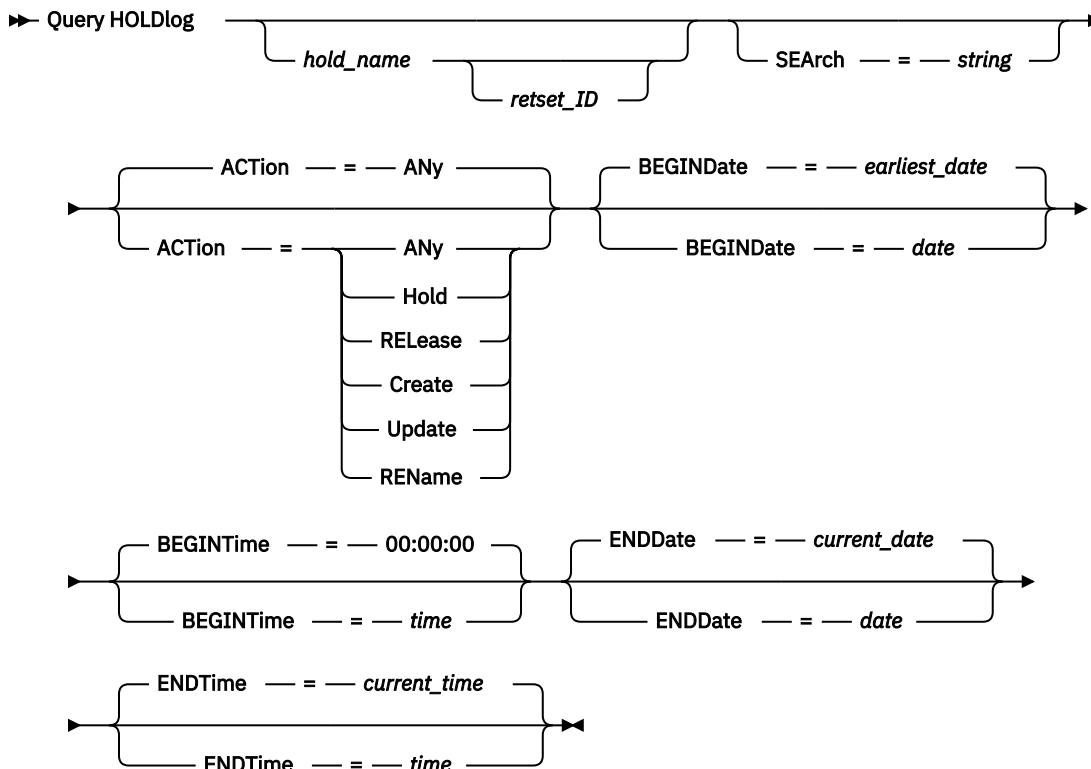 Query HOLDlog
hold_name
retset_ID
SEArch = string
ACTion = ANy
ACTion = ANy
Hold
RELease
Create
Update
REName
BEGINDate = earliest_date
BEGINDate = date
BEGINTime = 00:00:00
BEGINTime = time
ENDDate = current_date
ENDDate = date
ENDTime = current_time
ENDTime = time